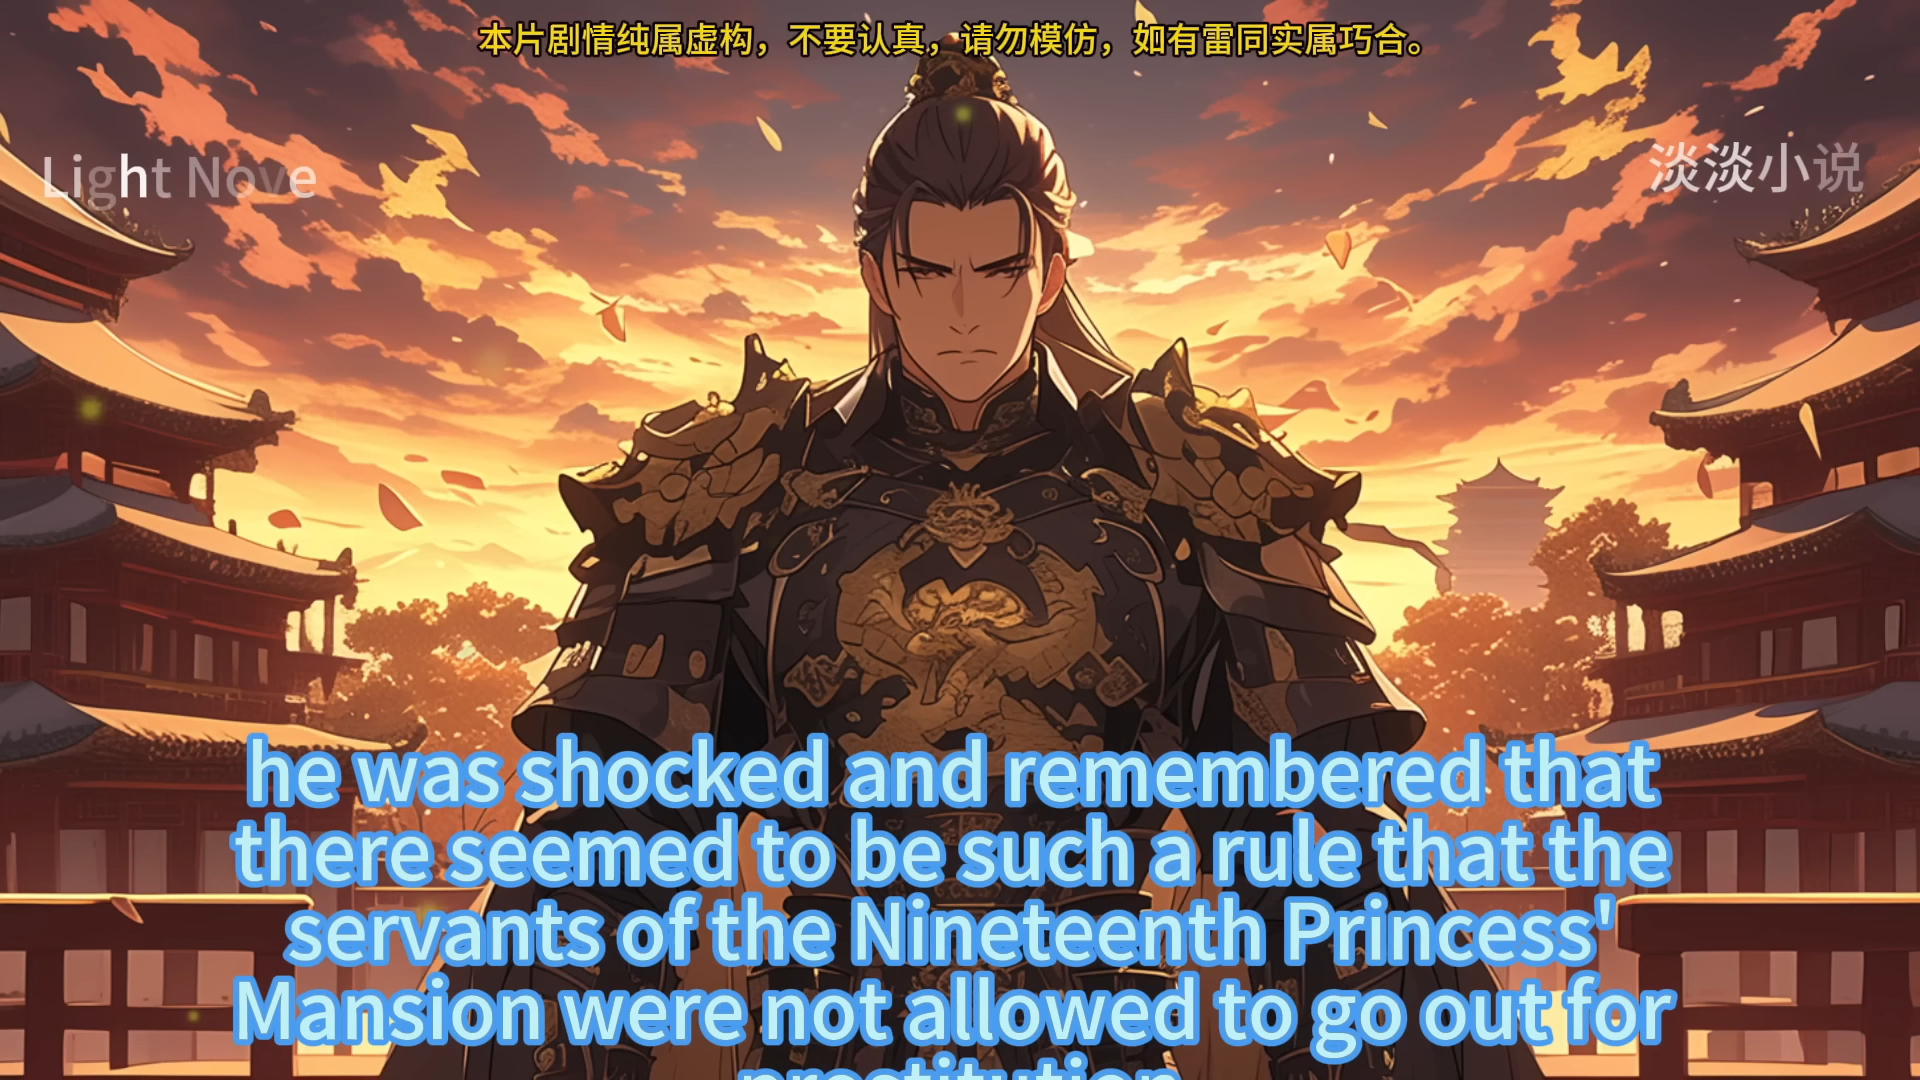 本片剧情纯属虚构，不要认真，请勿模仿，如有雷同实属巧合。
Light Nove
淡淡小说
he was shocked and remembered that
there seemed to be such a rule that the
servants of the Nineteenth Princess'
Mansion were not allowed to go out for
prostitution